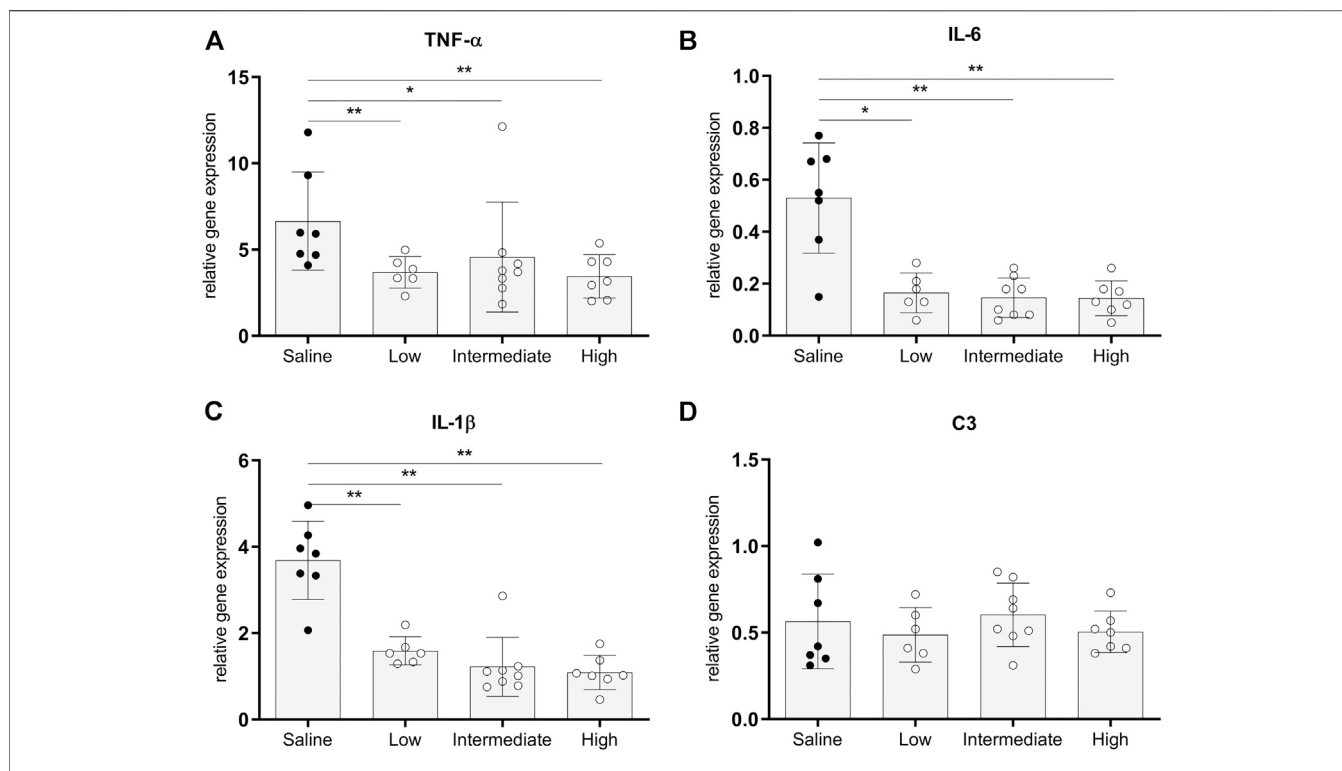 A
TNF-α
relative gene expression
15
10
5
0
**
*
**
Saline
Low
Intermediate
High
B
IL-6
relative gene expression
1.0
0.8
0.6
0.4
0.2
0.0
**
**
*
Saline
Low
Intermediate
High
C
IL-1β
relative gene expression
6
4
2
0
**
**
**
Saline
Low
Intermediate
High
D
C3
relative gene expression
1.5
1.0
0.5
0.0
Saline
Low
Intermediate
High